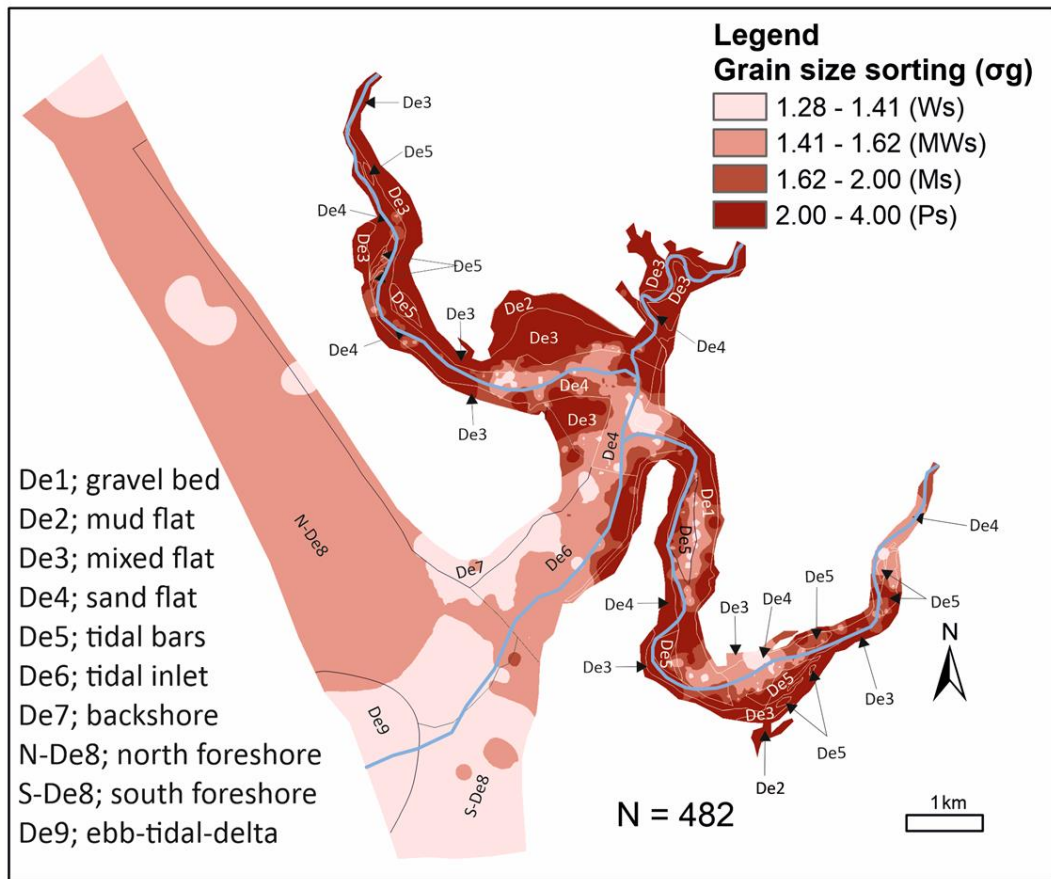 Legend
Grain size sorting (σg)
1.28 - 1.41 (Ws)
1.41 - 1.62 (MWs)
1.62 - 2.00 (Ms)
2.00 - 4.00 (Ps)
De3
De5
De3
De4
De3
De5
De5
De4
De3
De2
De3
De3
De3
De4
De4
De3
De3
De4
De1
De5
De6
De7
N-De8
De9
S-De8
De4
De3
De5
De3
De4
De5
De5
De3
De5
De2
De3
De5
De4
N
De1; gravel bed
De2; mud flat
De3; mixed flat
De4; sand flat
De5; tidal bars
De6; tidal inlet
De7; backshore
N-De8; north foreshore
S-De8; south foreshore
De9; ebb-tidal-delta
N = 482
1 km